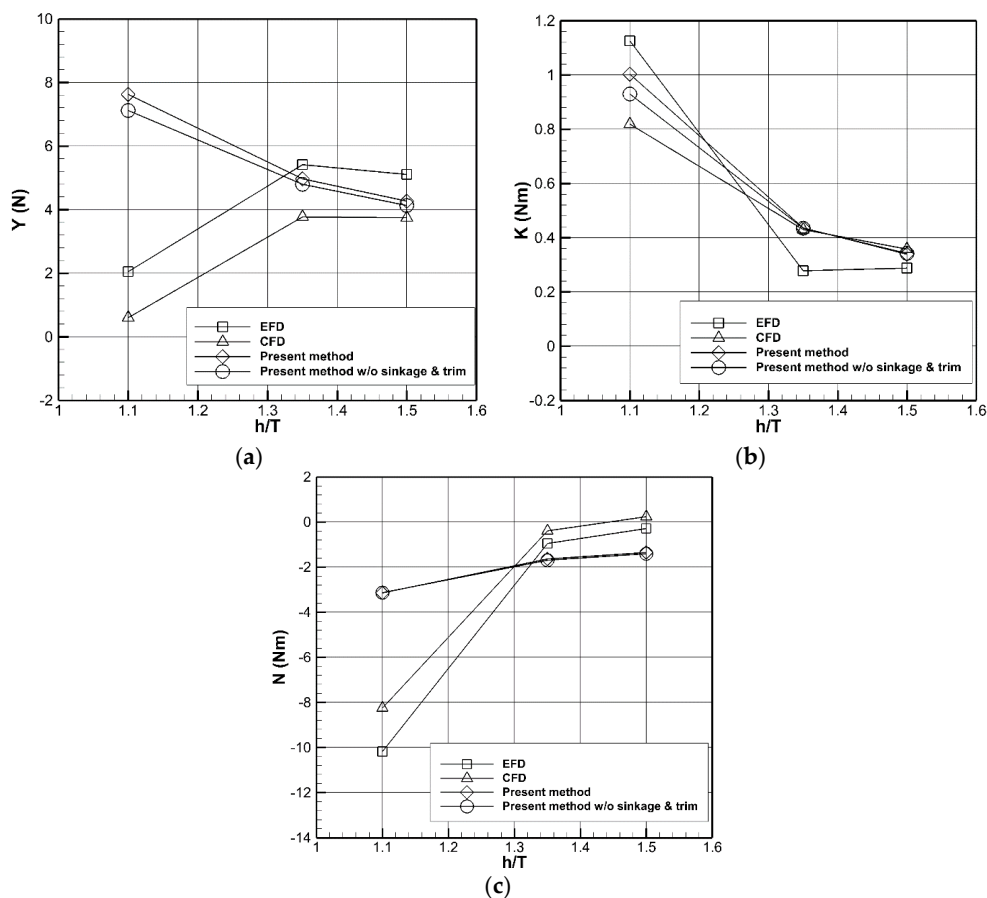 10
8
6
4
2
0
-2
Y (N)
EFD
CFD
Present method
Present method w/o sinkage & trim
1 1.1 1.2 1.3 1.4 1.5 1.6
h/T
(a)
1.2
1
0.8
0.6
0.4
0.2
0
-0.2
K (Nm)
EFD
CFD
Present method
Present method w/o sinkage & trim
1 1.1 1.2 1.3 1.4 1.5 1.6
h/T
(b)
2
0
-2
-4
-6
-8
-10
-12
-14
N (Nm)
EFD
CFD
Present method
Present method w/o sinkage & trim
1 1.1 1.2 1.3 1.4 1.5 1.6
h/T
(c)